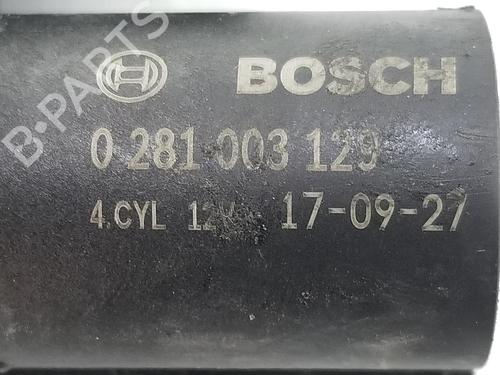 B-PARTS
BOSCH
0 281 003 129
4.CYL 12V 17-09-27